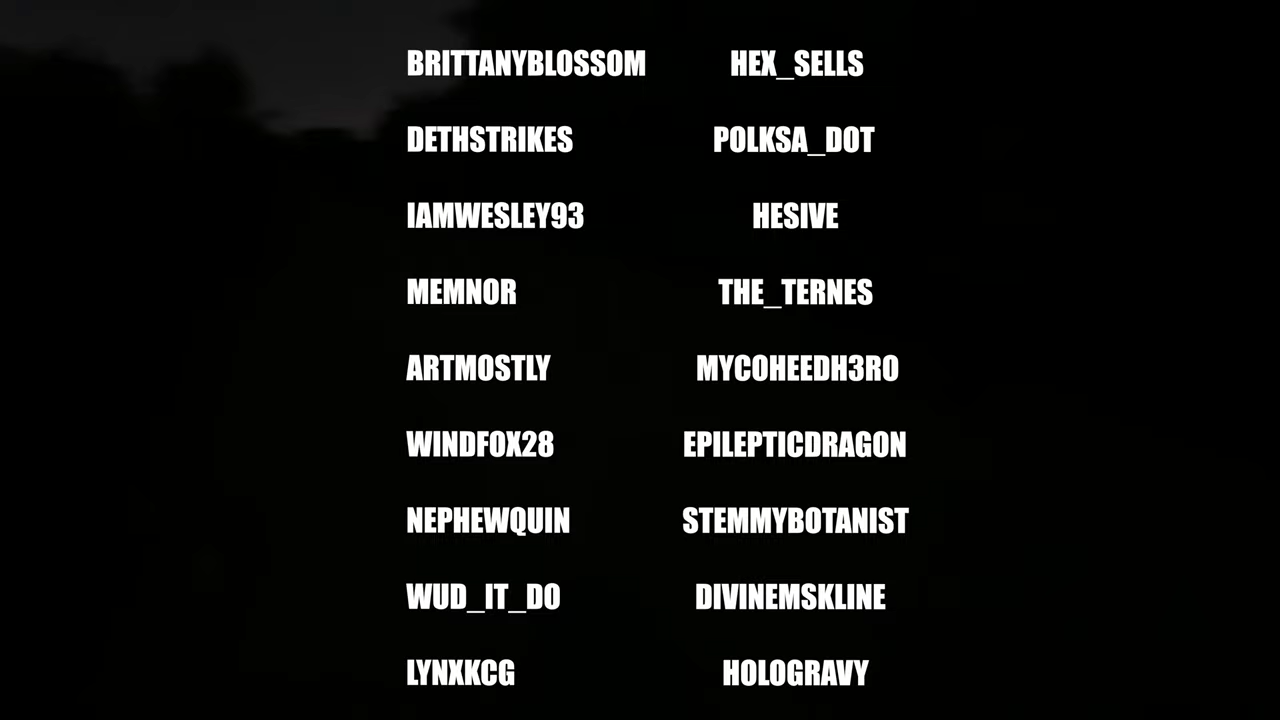 BRITTANYBLOSSOM HEX_SELLS
DETHSTRIKES POLKSA_DOT
IAMWESLEY93 HESIVE
MEMNOR THE_TERNES
ARTMOSTLY MYCOHEEDH3RO
WINDFOX28 EPILEPTICDRAGON
NEPHEWQUIN STEMMYBOTANIST
WUD_IT_DO DIVINEMSKLINE
LYNXKCG HOLOGRAVY